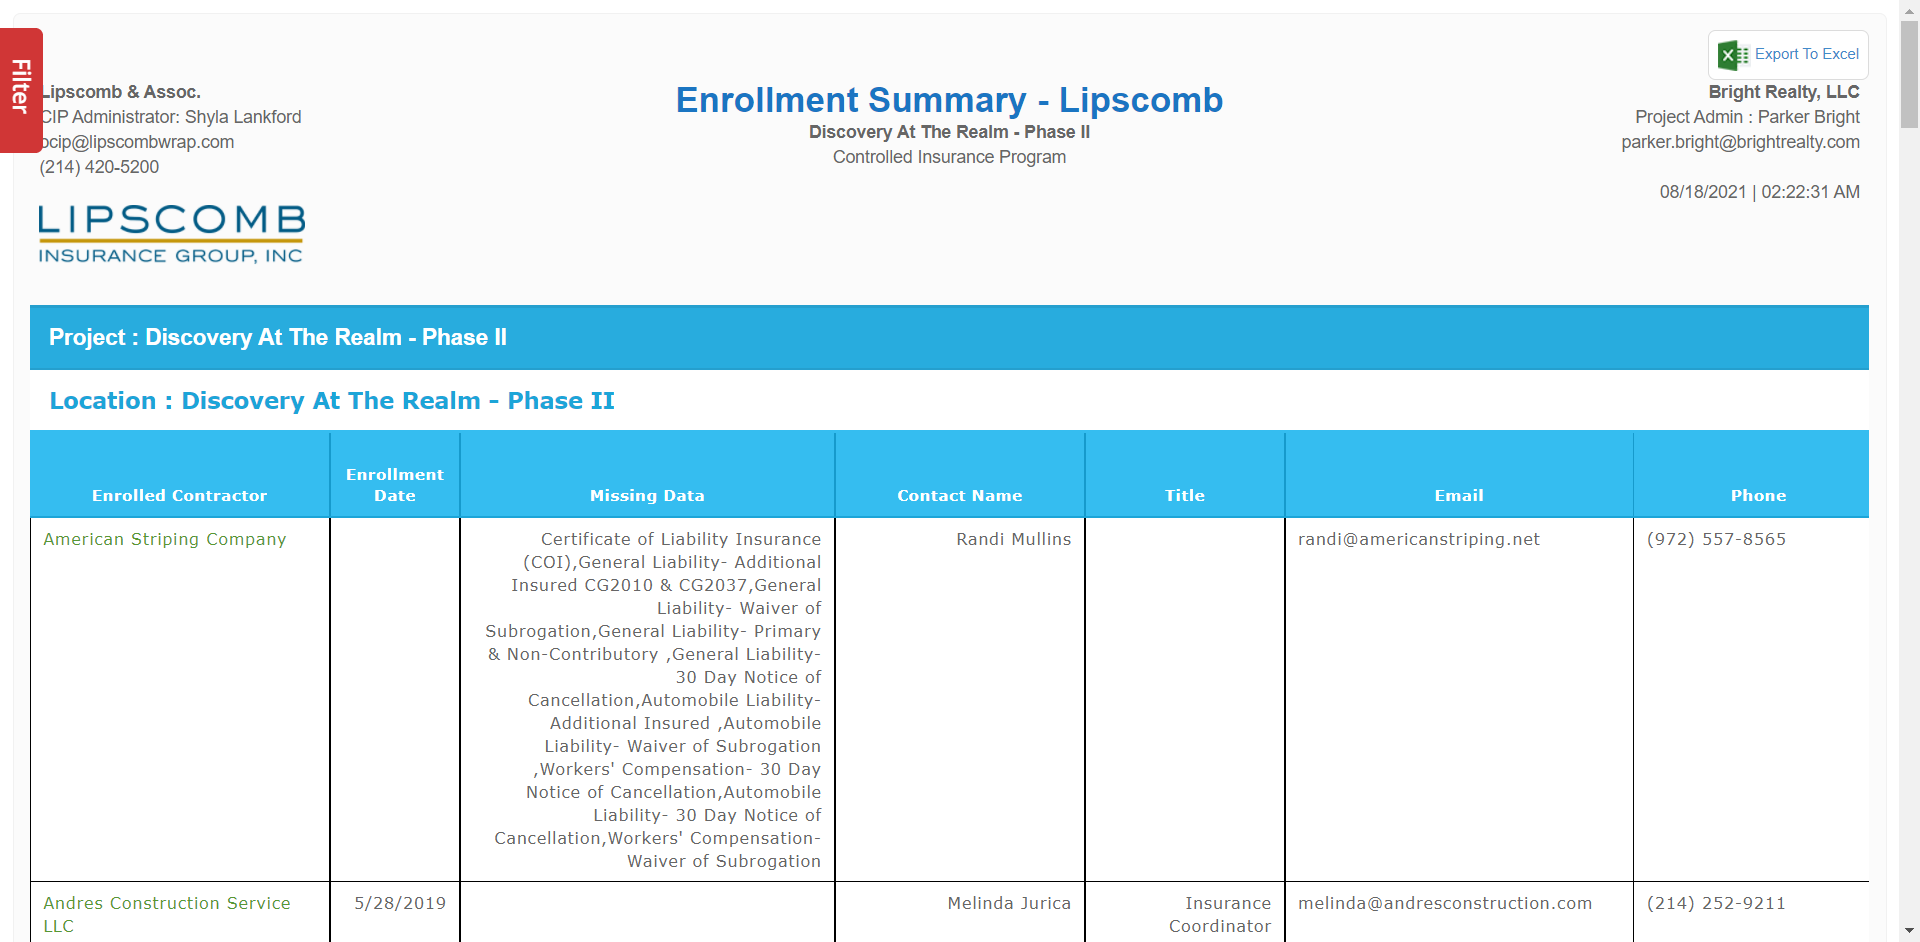 Filter
Export To Excel
Lipscomb & Assoc.
CIP Administrator: Shyla Lankford
ocip@lipscombwrap.com
(214) 420-5200
LIPSCOMB
INSURANCE GROUP, INC
Enrollment Summary - Lipscomb
Discovery At The Realm - Phase II
Controlled Insurance Program
Bright Realty, LLC
Project Admin : Parker Bright
parker.bright@brightrealty.com
08/18/2021 | 02:22:31 AM
Project : Discovery At The Realm - Phase II
Location : Discovery At The Realm - Phase II
Enrolled Contractor
Enrollment
Date
Missing Data
Contact Name
Title
Email
Phone
American Striping Company
Certificate of Liability Insurance
(COI),General Liability- Additional
Insured CG2010 & CG2037,General
Liability- Waiver of
Subrogation,General Liability- Primary
& Non-Contributory ,General Liability-
30 Day Notice of
Cancellation,Automobile Liability-
Additional Insured ,Automobile
Liability- Waiver of Subrogation
,Workers' Compensation- 30 Day
Notice of Cancellation,Automobile
Liability- 30 Day Notice of
Cancellation,Workers' Compensation-
Waiver of Subrogation
Randi Mullins
randi@americanstriping.net
(972) 557-8565
Andres Construction Service
LLC
5/28/2019
Melinda Jurica
Insurance
Coordinator
melinda@andresconstruction.com
(214) 252-9211